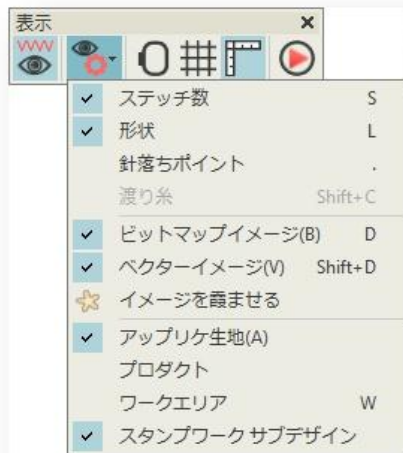 表示
ステッチ数 S
形状 L
針落ちポイント .
渡り糸 Shift+C
ビットマップイメージ(B) D
ベクターイメージ(V) Shift+D
イメージを霞ませる
アップリケ生地(A)
プロダクト
ワークエリア W
スタンプワーク サブデザイン